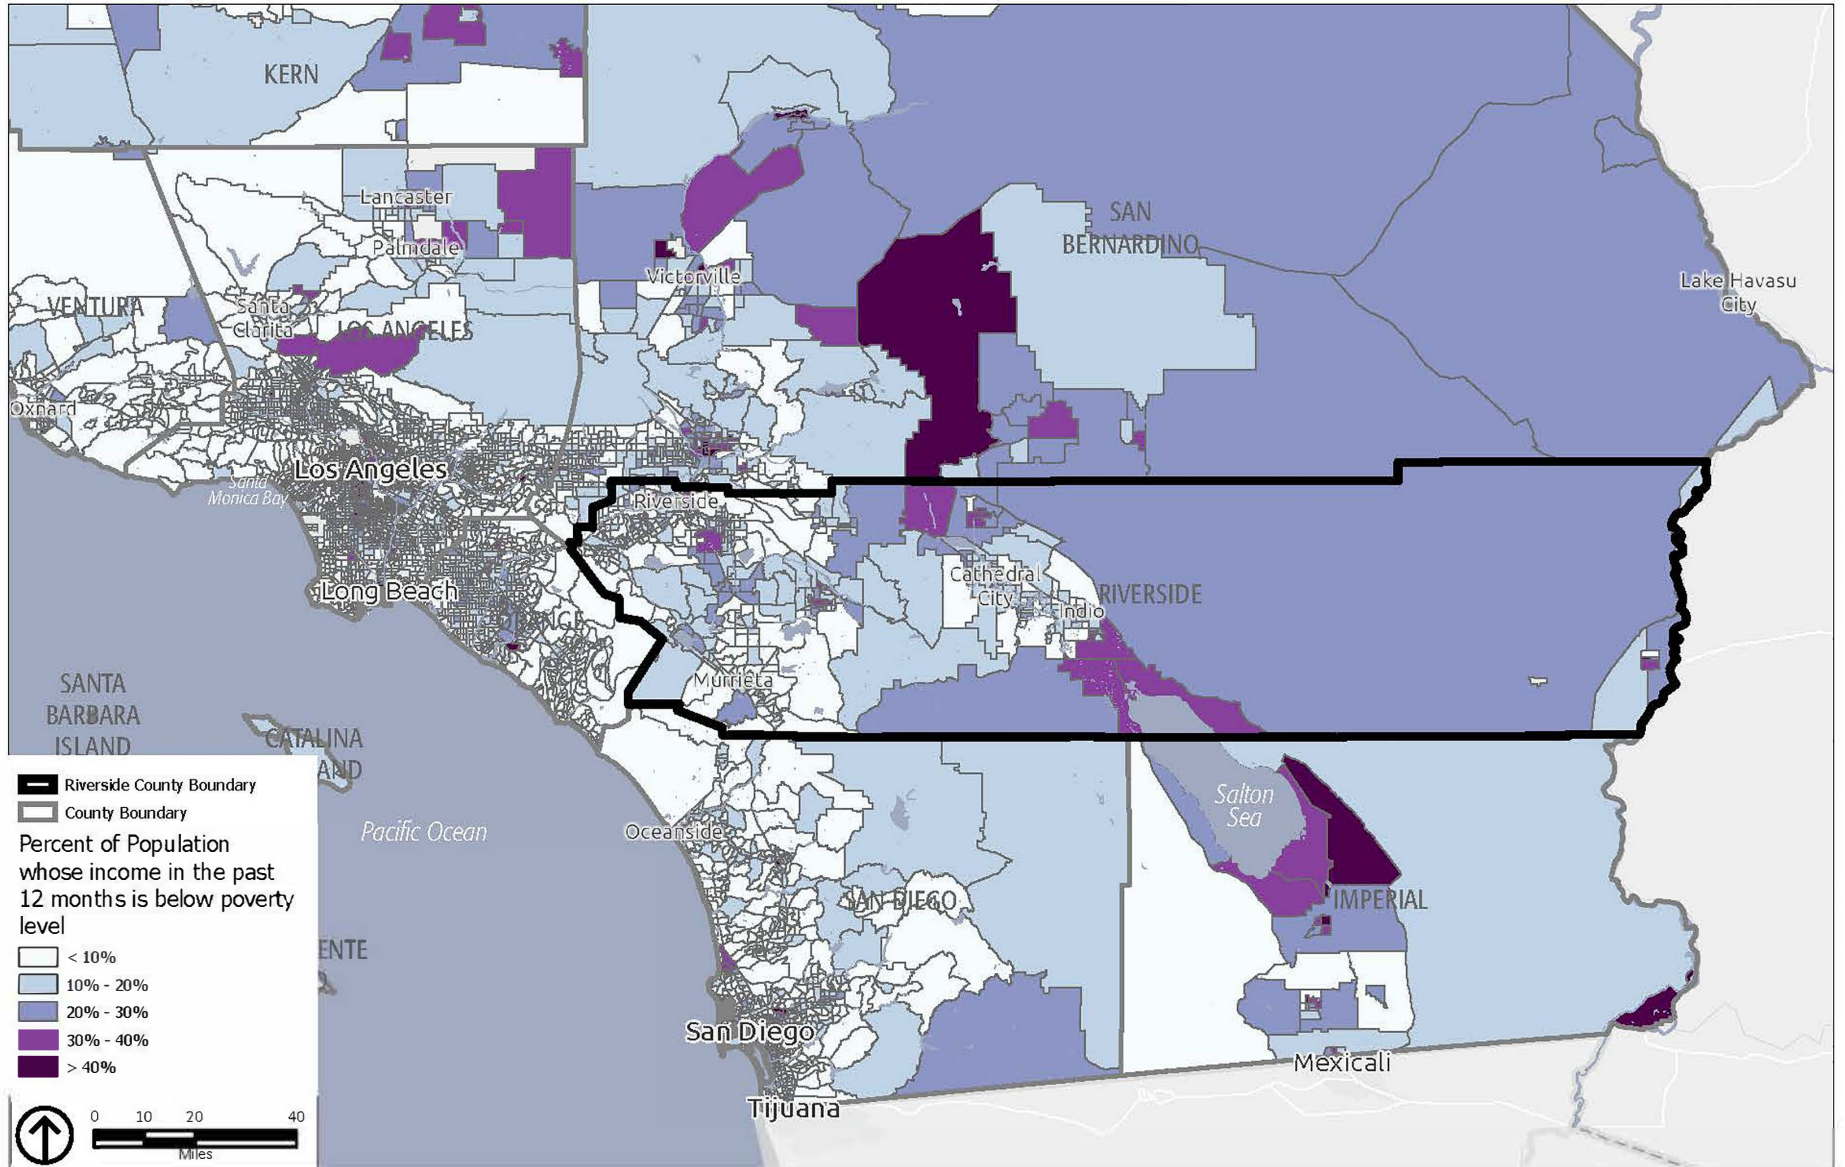 KERN
Lancaster
Palmdale
SAN
BERNARDINO
Victorville
Lake Havasu
City
VENTURA
Santa
Clarita
LOS ANGELES
Oxnard
Los Angeles
Santa
Monica Bay
Riverside
Long Beach
Cathedral
City
Indio
RIVERSIDE
ORANGE
Murrieta
SANTA
BARBARA
ISLAND
CATALINA
AND
Salton
Sea
Pacific Ocean
Oceanside
SAN DIEGO
IMPERIAL
ENTE
San Diego
Mexicali
Tijuana
Riverside County Boundary
County Boundary
Percent of Population
whose income in the past
12 months is below poverty
level
< 10%
10% - 20%
20% - 30%
30% - 40%
> 40%
0 10 20 40
Miles